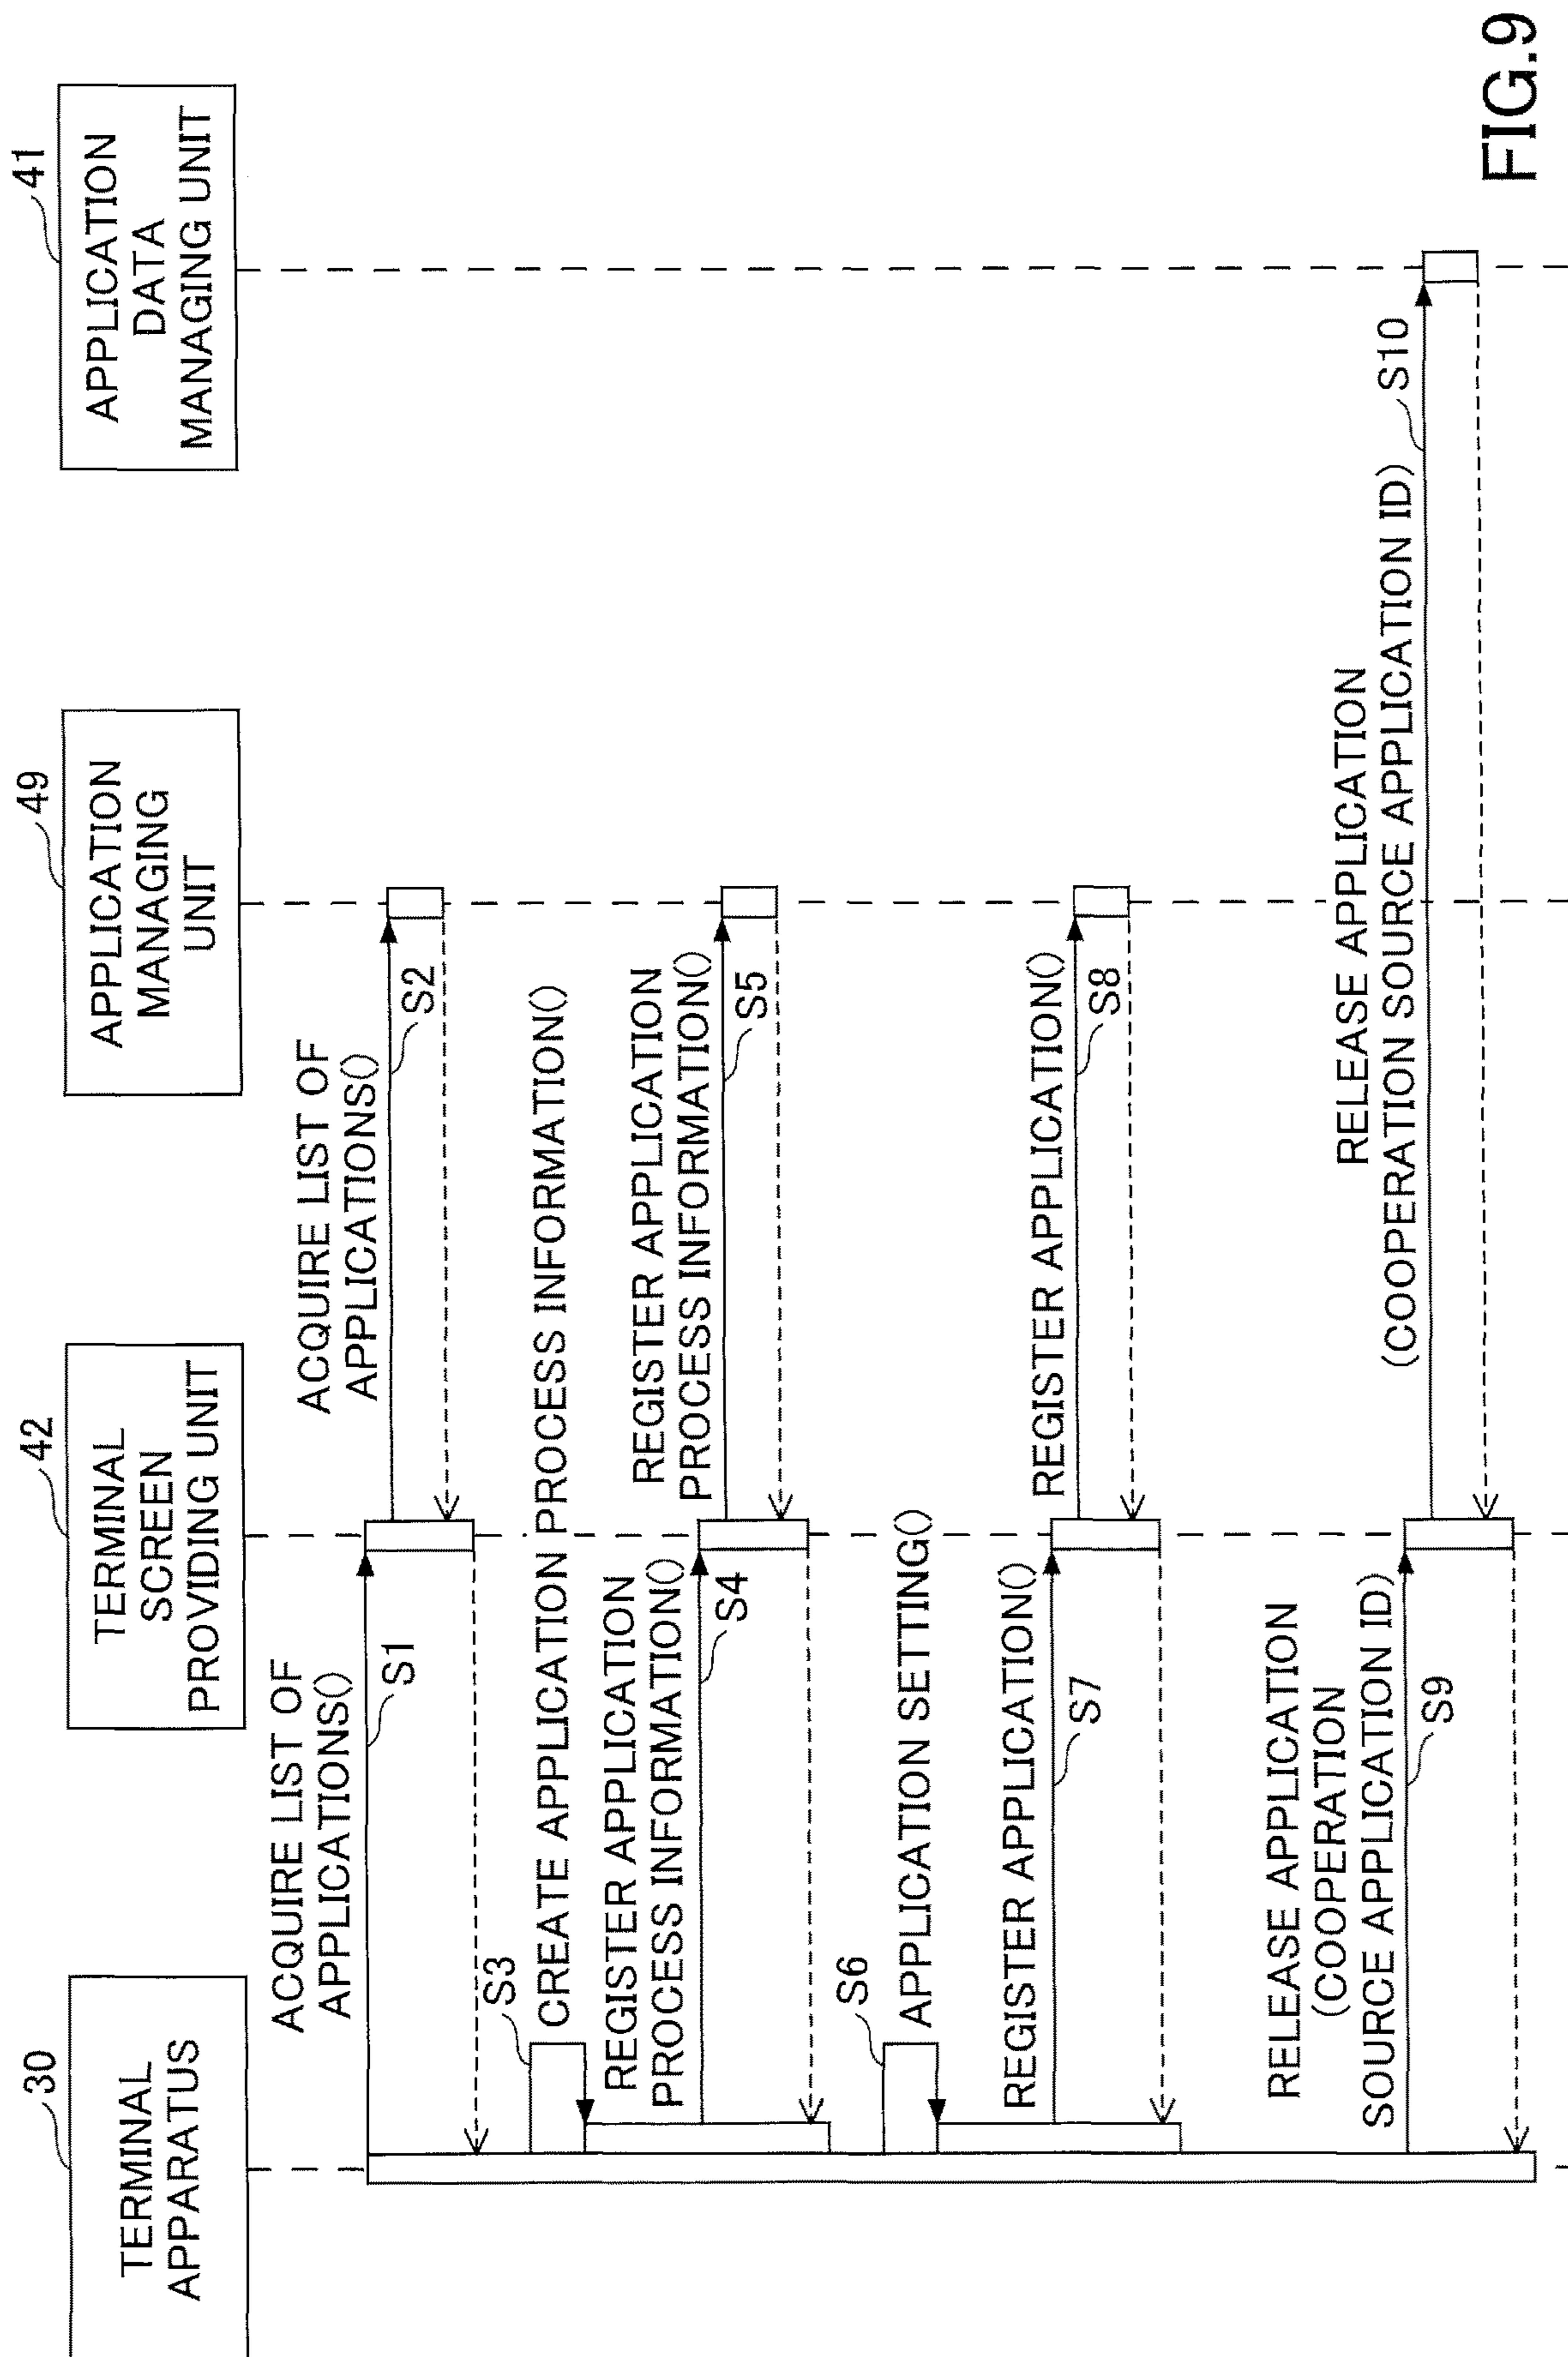 30
TERMINAL
APPARATUS
42
TERMINAL
SCREEN
PROVIDING UNIT
49
APPLICATION
MANAGING
UNIT
41
APPLICATION
DATA
MANAGING UNIT
ACQUIRE LIST OF
APPLICATIONS()
S1
ACQUIRE LIST OF
APPLICATIONS()
S2
S3
CREATE APPLICATION PROCESS INFORMATION()
REGISTER APPLICATION
PROCESS INFORMATION()
S4
REGISTER APPLICATION
PROCESS INFORMATION()
S5
S6
APPLICATION SETTING()
REGISTER APPLICATION()
S7
REGISTER APPLICATION()
S8
RELEASE APPLICATION
(COOPERATION
SOURCE APPLICATION ID)
S9
RELEASE APPLICATION
(COOPERATION SOURCE APPLICATION ID)
S10
FIG.9